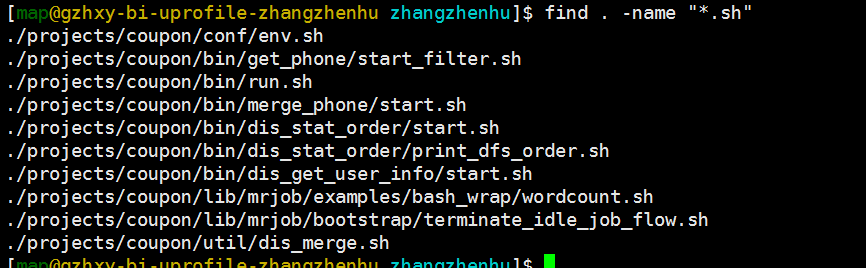 [map@gzhxy-bi-uprofile-zhangzhenhu zhangzhenhu]$ find . -name "*.sh"
./projects/coupon/conf/env.sh
./projects/coupon/bin/get_phone/start_filter.sh
./projects/coupon/bin/run.sh
./projects/coupon/bin/merge_phone/start.sh
./projects/coupon/bin/dis_stat_order/start.sh
./projects/coupon/bin/dis_stat_order/print_dfs_order.sh
./projects/coupon/bin/dis_get_user_info/start.sh
./projects/coupon/lib/mrjob/examples/bash_wrap/wordcount.sh
./projects/coupon/lib/mrjob/bootstrap/terminate_idle_job_flow.sh
./projects/coupon/util/dis_merge.sh
[map@gzhxy-bi-uprofile-zhangzhenhu zhangzhenhu]$